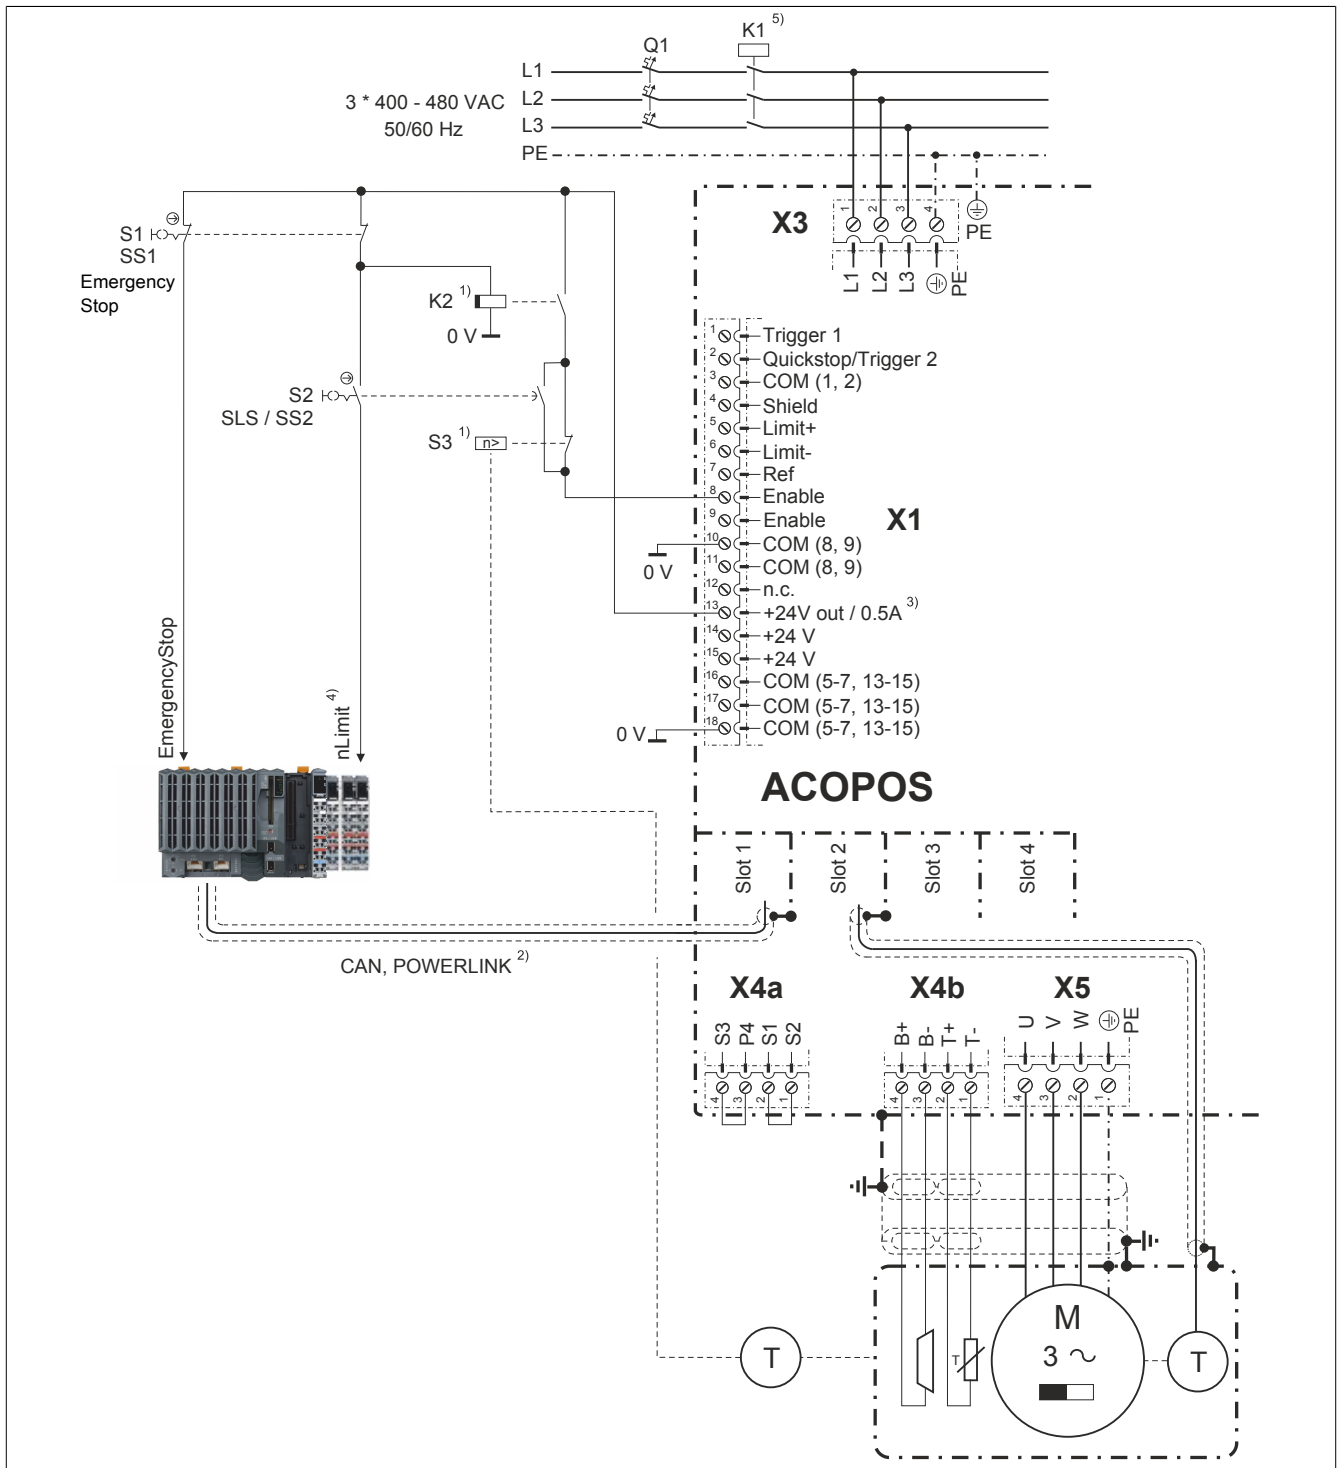 K1 5)
Q1
L1
3 * 400 - 480 VAC
L2
50/60 Hz
L3
PE
X3
1 2 3 4
PE
L1 L2 L3 PE
S1
SS1
Emergency
Stop
K2 1)
0 V
S2
SLS / SS2
S3 1) n>
1 Trigger 1
2 Quickstop/Trigger 2
3 COM (1, 2)
4 Shield
5 Limit+
6 Limit-
7 Ref
8 Enable
9 Enable
X1
10 COM (8, 9)
0 V
11 COM (8, 9)
12 n.c.
13 +24V out / 0.5A 3)
14 +24 V
15 +24 V
16 COM (5-7, 13-15)
17 COM (5-7, 13-15)
18 COM (5-7, 13-15)
0 V
EmergencyStop
nLimit 4)
ACOPOS
Slot 1
Slot 2
Slot 3
Slot 4
CAN, POWERLINK 2)
X4a
X4b
X5
S3 P4 S1 S2
B+ B- T+ T-
U V W PE
4 3 2 1
4 3 2 1
4 3 2 1
M
3
T
T
T